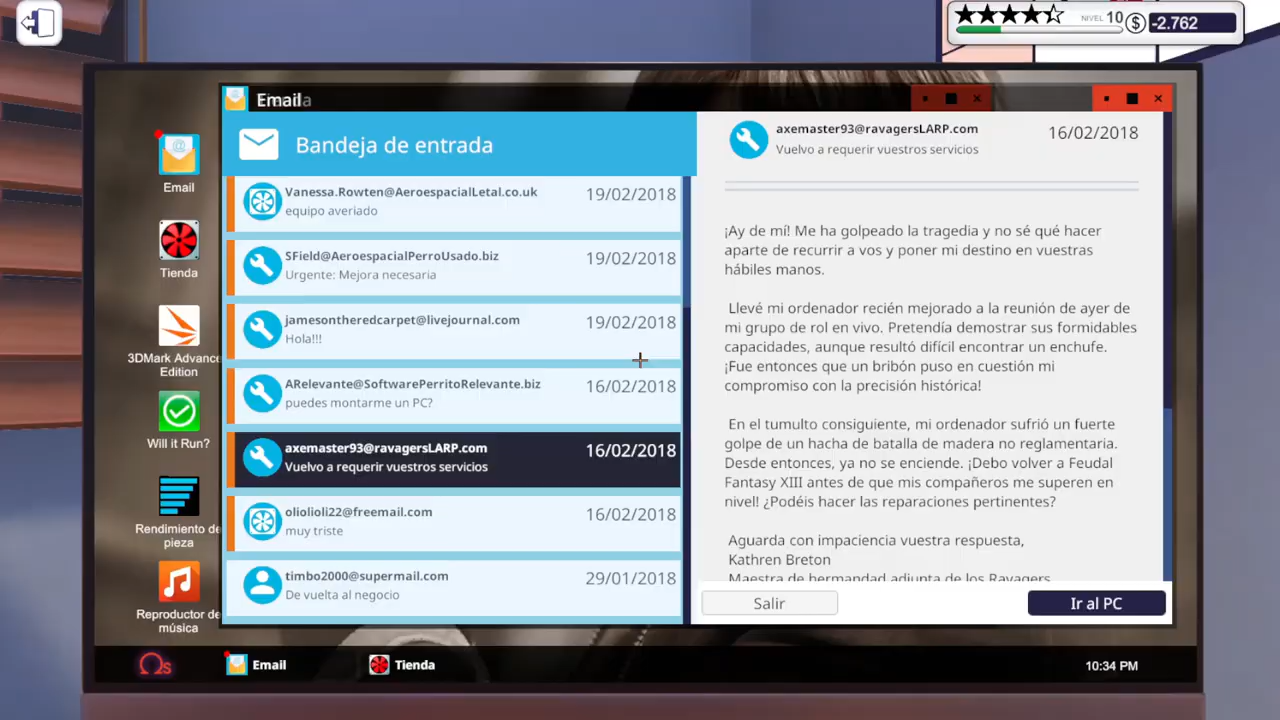 NIVEL 10
$ -2.762
Email
Bandeja de entrada
Vanessa.Rowten@AeroespacialLetal.co.uk 19/02/2018
equipo averiado
SField@AeroespacialPerroUsado.biz 19/02/2018
Urgente: Mejora necesaria
jamesontheredcarpet@livejournal.com 19/02/2018
Hola!!!
ARelevante@SoftwarePerritoRelevante.biz 16/02/2018
puedes montarme un PC?
axemaster93@ravagersLARP.com 16/02/2018
Vuelvo a requerir vuestros servicios
oliolioli22@freemail.com 16/02/2018
muy triste
timbo2000@supermail.com 29/01/2018
De vuelta al negocio
axemaster93@ravagersLARP.com 16/02/2018
Vuelvo a requerir vuestros servicios
¡Ay de mí! Me ha golpeado la tragedia y no sé qué hacer
aparte de recurrir a vos y poner mi destino en vuestras
hábiles manos.
Llevé mi ordenador recién mejorado a la reunión de ayer de
mi grupo de rol en vivo. Pretendía demostrar sus formidables
capacidades, aunque resultó difícil encontrar un enchufe.
¡Fue entonces que un bribón puso en cuestión mi
compromiso con la precisión histórica!
En el tumulto consiguiente, mi ordenador sufrió un fuerte
golpe de un hacha de batalla de madera no reglamentaria.
Desde entonces, ya no se enciende. ¡Debo volver a Feudal
Fantasy XIII antes de que mis compañeros me superen en
nivel! ¿Podéis hacer las reparaciones pertinentes?
Aguarda con impaciencia vuestra respuesta,
Kathren Breton
Maestra de hermandad adjunta de los Ravagers
Salir
Ir al PC
Email
Tienda
3DMark Advance
Edition
Will it Run?
Rendimiento de
pieza
Reproductor de
música
Ωs
Email
Tienda
10:34 PM